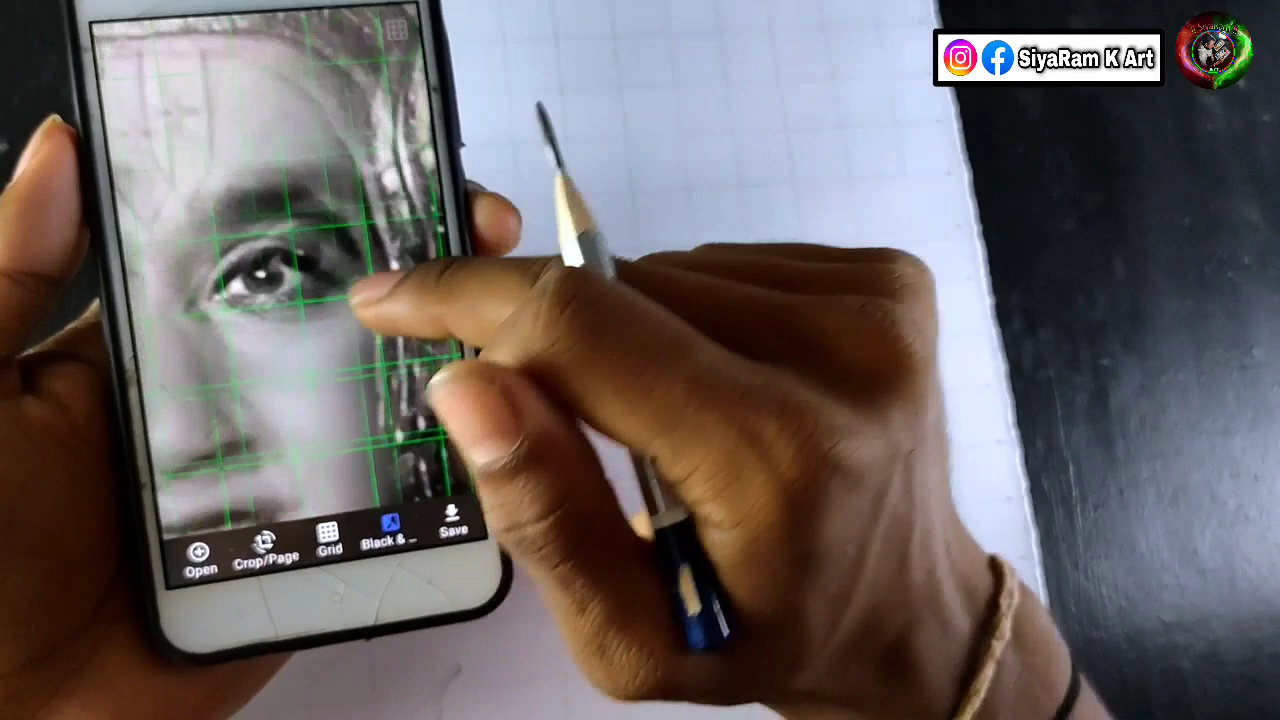 SiyaRam K Art
Open
Crop/Page
Grid
Black & ...
Save